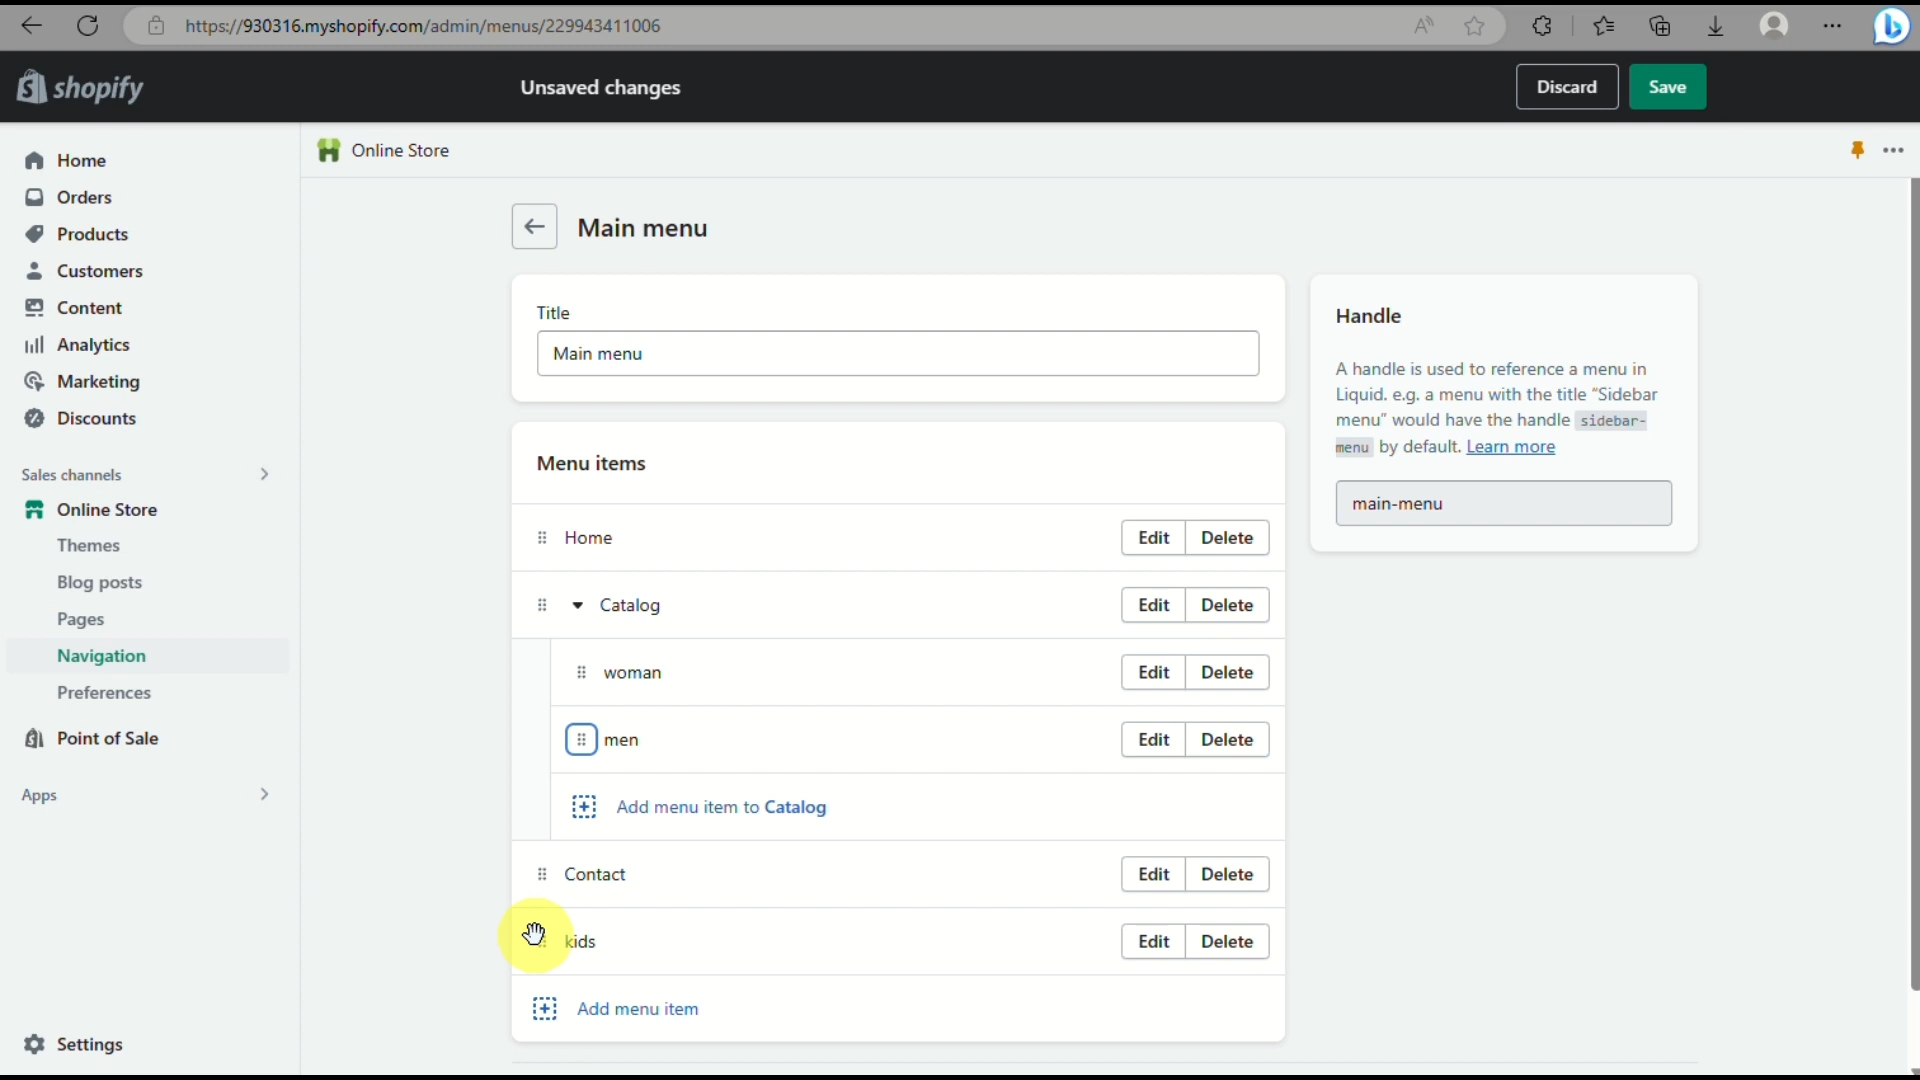 https://930316.myshopify.com/admin/menus/229943411006
shopify
Unsaved changes
Discard
Save
Home
Orders
Products
Customers
Content
Analytics
Marketing
Discounts
Sales channels
Online Store
Themes
Blog posts
Pages
Navigation
Preferences
Point of Sale
Apps
Settings
Online Store
Main menu
Title
Main menu
Menu items
Home
Edit
Delete
Catalog
Edit
Delete
woman
Edit
Delete
men
Edit
Delete
Add menu item to Catalog
Contact
Edit
Delete
kids
Edit
Delete
Add menu item
Handle
A handle is used to reference a menu in
Liquid. e.g. a menu with the title “Sidebar
menu” would have the handle sidebar-
menu by default. Learn more
main-menu